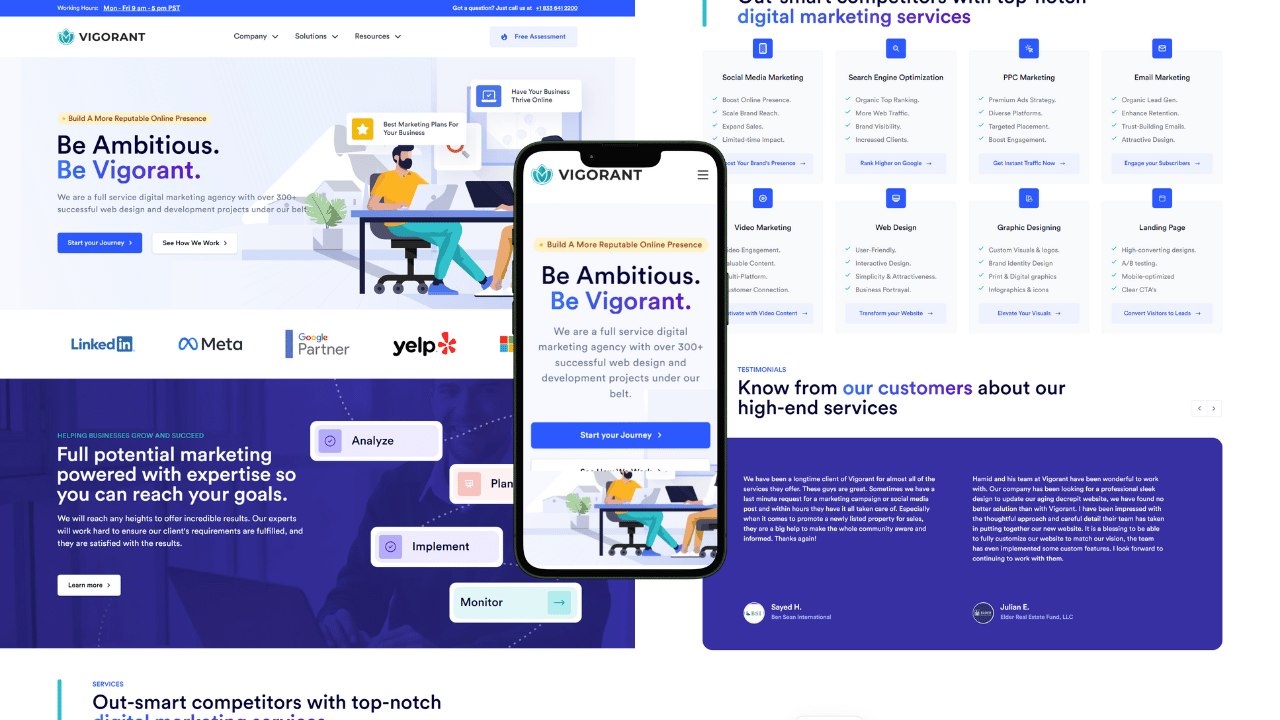 Working Hours: Mon - Fri 9 am - 5 pm PST
Got a question? Just call us at +1 833 641 2200
VIGORANT
Company
Solutions
Resources
Free Assessment
Have Your Business
Thrive Online
Best Marketing Plans For
Your Business
Build A More Reputable Online Presence
Be Ambitious.
Be Vigorant.
We are a full service digital marketing agency with over 300+
successful web design and development projects under our belt.
Start your Journey
See How We Work
LinkedIn
Meta
Google
Partner
yelp
HELPING BUSINESSES GROW AND SUCCEED
Full potential marketing
powered with expertise so
you can reach your goals.
We will reach any heights to offer incredible results. Our experts
will work hard to ensure our client's requirements are fulfilled, and
they are satisfied with the results.
Learn more
Analyze
Plan
Implement
Monitor
SERVICES
Out-smart competitors with top-notch
digital marketing services
VIGORANT
Build A More Reputable Online Presence
Be Ambitious.
Be Vigorant.
We are a full service digital
marketing agency with over 300+
successful web design and
development projects under our
belt.
Start your Journey
See How We Work
Out-smart competitors with top-notch
digital marketing services
Social Media Marketing
Boost Online Presence.
Scale Brand Reach.
Expand Sales.
Limited-time Impact.
Brand's Presence →
Search Engine Optimization
Organic Top Ranking.
More Web Traffic.
Brand Visibility.
Increased Clients.
Rank Higher on Google →
PPC Marketing
Premium Ads Strategy.
Diverse Platforms.
Targeted Placement.
Boost Engagement.
Get Instant Traffic Now →
Email Marketing
Organic Lead Gen.
Enhance Retention.
Trust-Building Emails.
Attractive Design.
Engage your Subscribers →
Video Marketing
Engagement.
Content.
Platform.
Connection.
with Video Content →
Web Design
User-Friendly.
Interactive Design.
Simplicity & Attractiveness.
Business Portrayal.
Transform your Website →
Graphic Designing
Custom Visuals & logos.
Brand Identity Design
Print & Digital graphics
Infographics & icons
Elevate Your Visuals →
Landing Page
High-converting designs.
A/B testing.
Mobile-optimized
Clear CTA's
Convert Visitors to Leads →
TESTIMONIALS
Know from our customers about our
high-end services
We have been a longtime client of Vigorant for almost all of the
services they offer. These guys are great. Sometimes we have a
last minute request for a marketing campaign or social media
post and within hours they have it all taken care of. Especially
when it comes to promote a newly listed property for sales,
they are a big help to make the whole community aware and
informed. Thanks again!
Sayed H.
Ben Sean International
Hamid and his team at Vigorant have been wonderful to work
with. Our company has been looking for a professional sleek
design to update our aging decrepit website, we have found no
better solution than with Vigorant. I have been impressed with
the thoughtful approach and careful detail their team has taken
in putting together our new website. It is a blessing to be able
to fully customize our website to match our vision, the team
has even implemented some custom features. I look forward to
continuing to work with them.
Julian E.
Elder Real Estate Fund, LLC